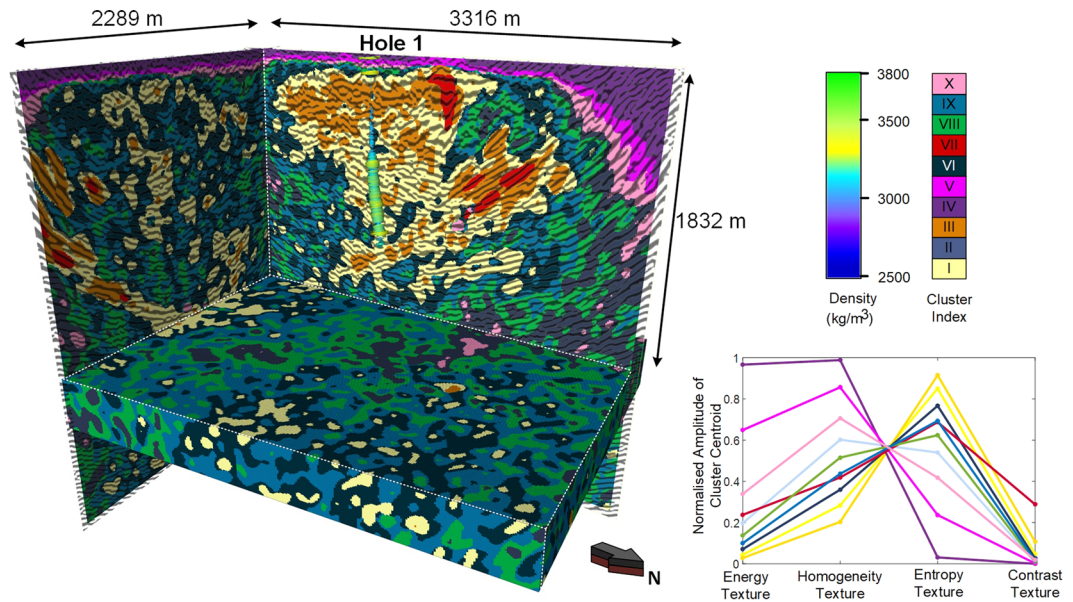 2289 m
3316 m
Hole 1
1832 m
N
3800
3500
3000
2500
Density
(kg/m³)
X
IX
VIII
VII
VI
V
IV
III
II
I
Cluster
Index
Normalised Amplitude of
Cluster Centroid
1
0.8
0.6
0.4
0.2
0
Energy
Texture
Homogeneity
Texture
Entropy
Texture
Contrast
Texture